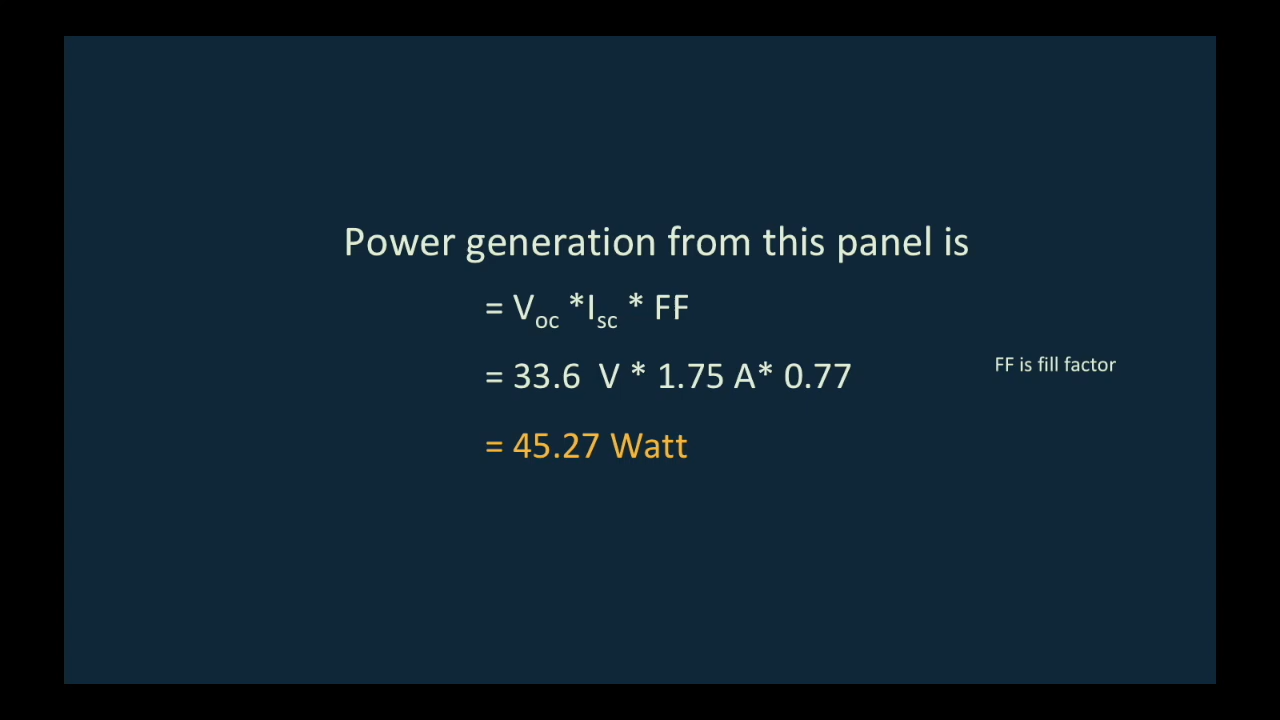 Power generation from this panel is
= Voc *Isc * FF
= 33.6 V * 1.75 A* 0.77
FF is fill factor
= 45.27 Watt